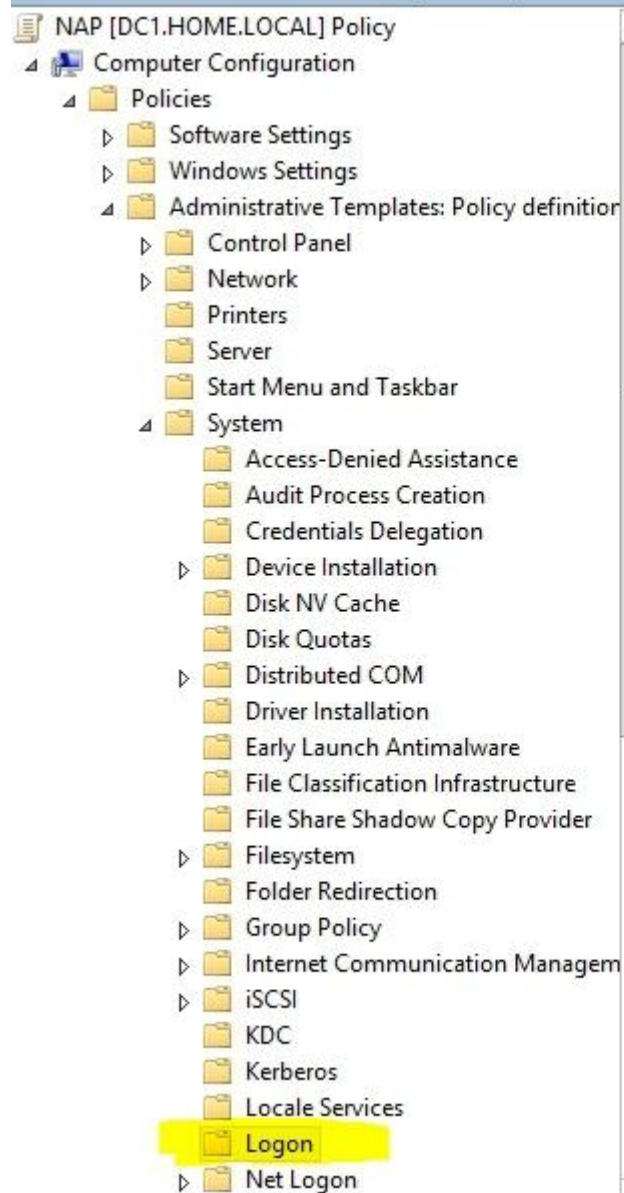 NAP [DC1.HOME.LOCAL] Policy
Computer Configuration
Policies
Software Settings
Windows Settings
Administrative Templates: Policy definition
Control Panel
Network
Printers
Server
Start Menu and Taskbar
System
Access-Denied Assistance
Audit Process Creation
Credentials Delegation
Device Installation
Disk NV Cache
Disk Quotas
Distributed COM
Driver Installation
Early Launch Antimalware
File Classification Infrastructure
File Share Shadow Copy Provider
Filesystem
Folder Redirection
Group Policy
Internet Communication Managem
iSCSI
KDC
Kerberos
Locale Services
Logon
Net Logon